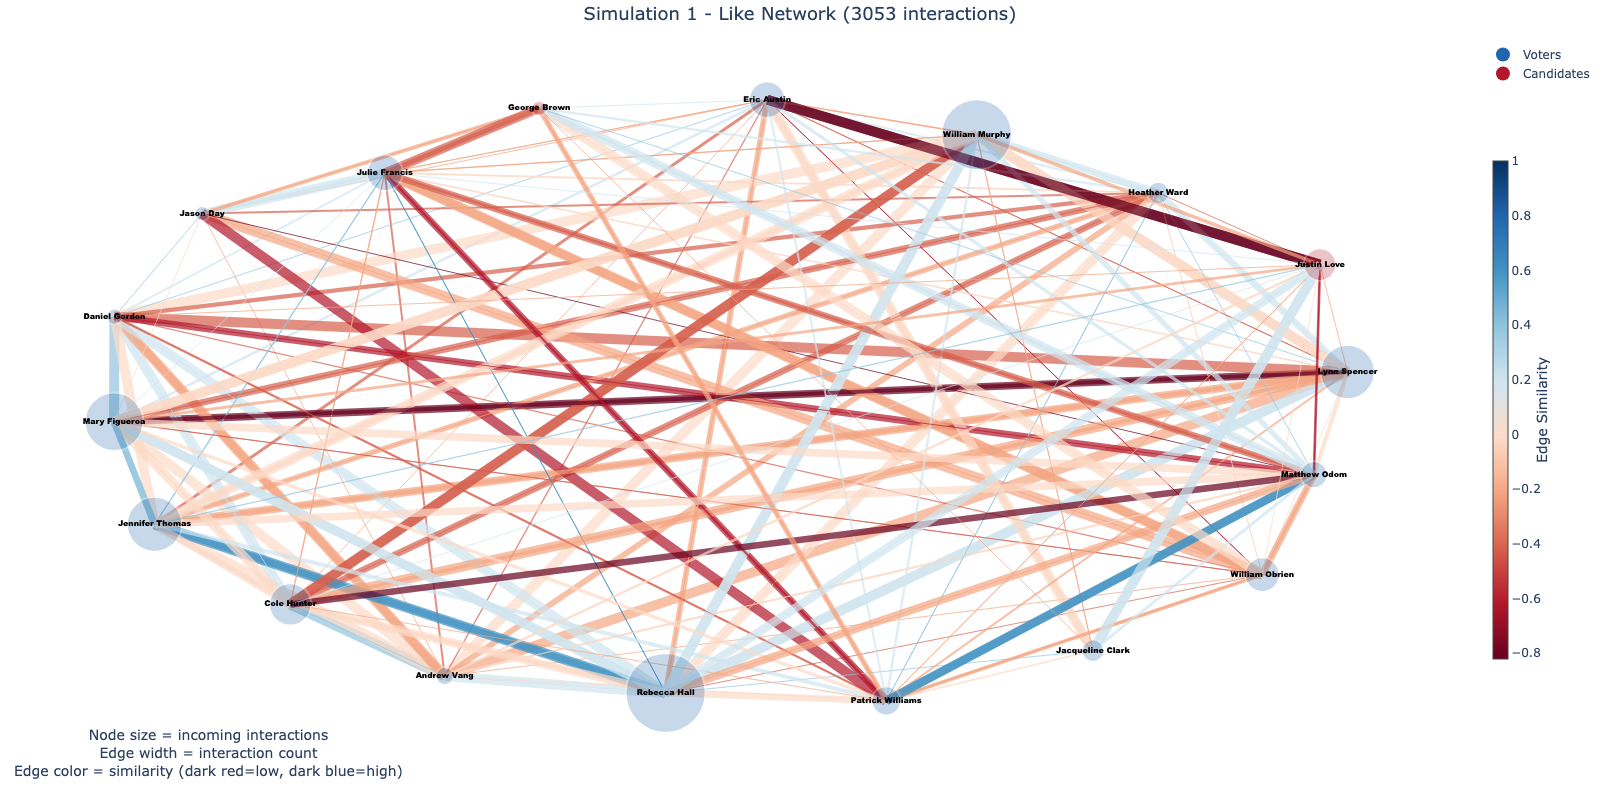 Simulation 1 - Like Network (3053 interactions)
Voters
Candidates
George Brown
Eric Austin
William Murphy
Julie Francis
Heather Ward
Jason Day
Justin Love
Daniel Gordon
Lynn Spencer
Mary Figueroa
Matthew Odom
Jennifer Thomas
William Obrien
Cole Hunter
Jacqueline Clark
Andrew Vang
Rebecca Hall
Patrick Williams
1
0.8
0.6
0.4
0.2
0
−0.2
−0.4
−0.6
−0.8
Edge Similarity
Node size = incoming interactions
Edge width = interaction count
Edge color = similarity (dark red=low, dark blue=high)